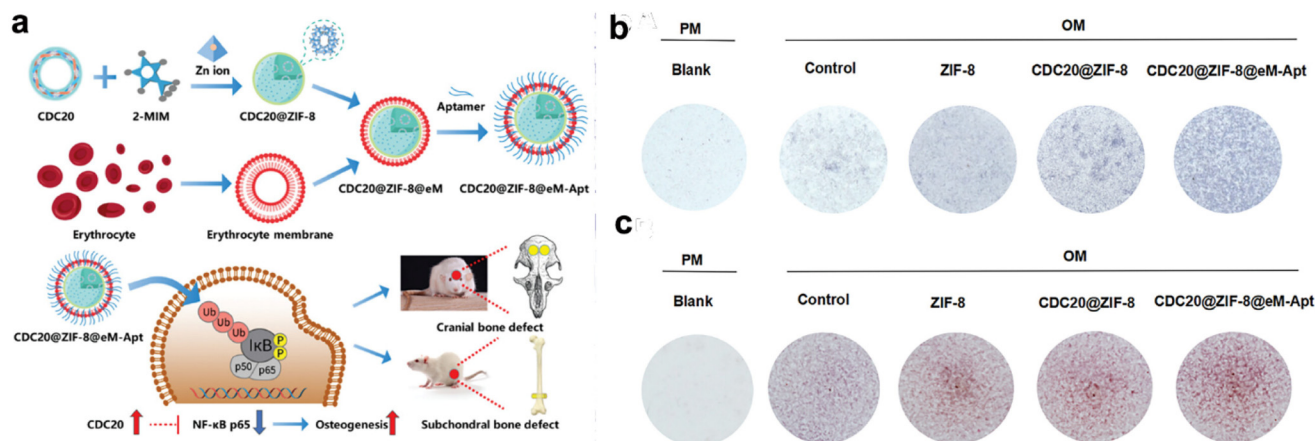 a
CDC20
2-MIM
Zn ion
CDC20@ZIF-8
Aptamer
CDC20@ZIF-8@eM
CDC20@ZIF-8@eM-Apt
Erythrocyte
Erythrocyte membrane
CDC20@ZIF-8@eM-Apt
Ub
Ub
Ub
IκB
P
P
p50
p65
Cranial bone defect
Subchondral bone defect
CDC20
NF-κB p65
Osteogenesis
b
PM
OM
Blank
Control
ZIF-8
CDC20@ZIF-8
CDC20@ZIF-8@eM-Apt
c
PM
OM
Blank
Control
ZIF-8
CDC20@ZIF-8
CDC20@ZIF-8@eM-Apt